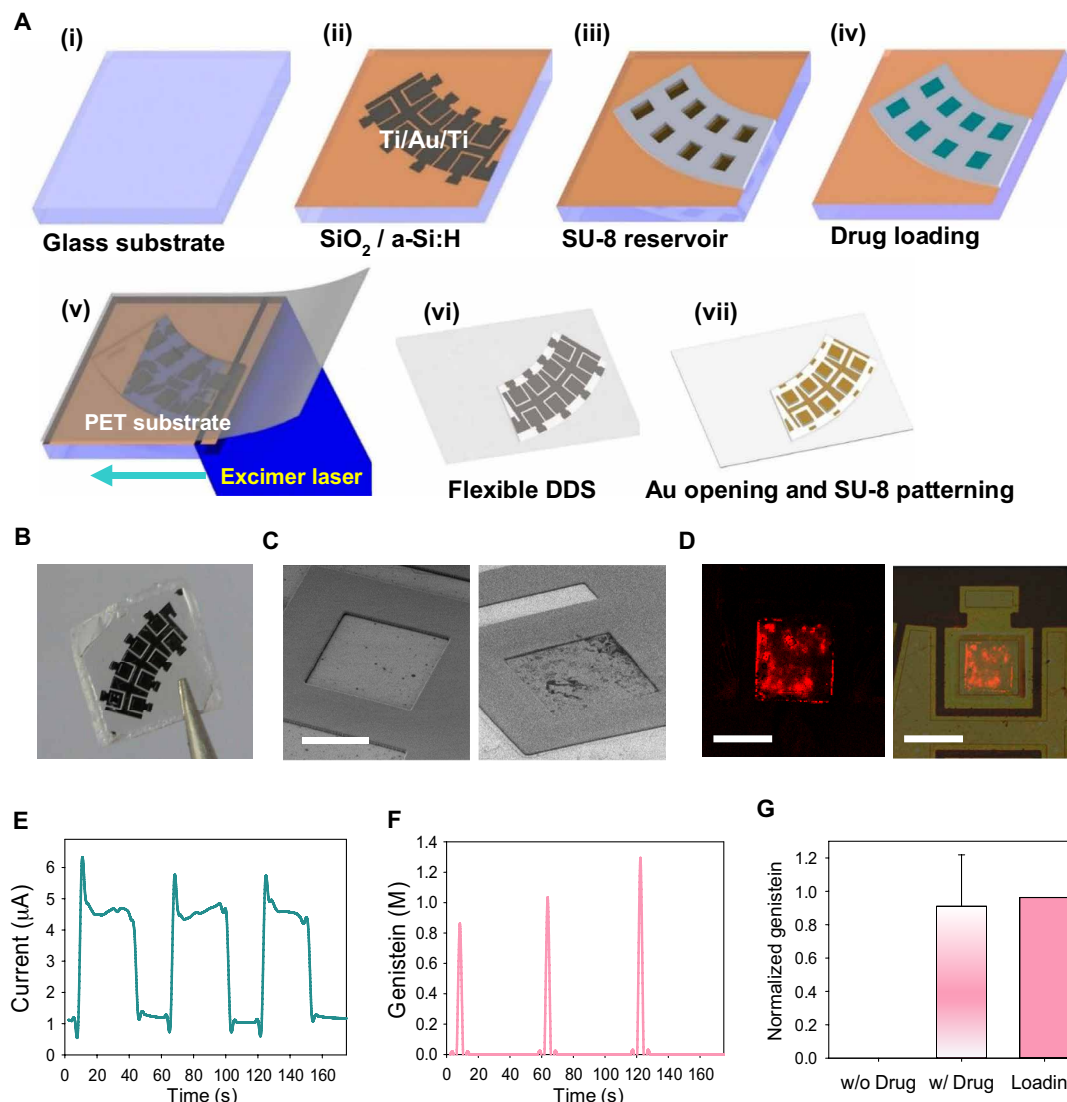 A
(i)
(ii)
(iii)
(iv)
Ti/Au/Ti
Glass substrate
SiO2 / a-Si:H
SU-8 reservoir
Drug loading
(v)
(vi)
(vii)
PET substrate
Excimer laser
Flexible DDS
Au opening and SU-8 patterning
B
C
D
E
Current (μA)
6
5
4
3
2
1
0
0 20 40 60 80 100 120 140 160
Time (s)
F
Genistein (M)
1.4
1.2
1.0
0.8
0.6
0.4
0.2
0.0
0 20 40 60 80 100 120 140 160
Time (s)
G
Normalized genistein
1.2
1.0
0.8
0.6
0.4
0.2
0.0
w/o Drug w/ Drug Loadin